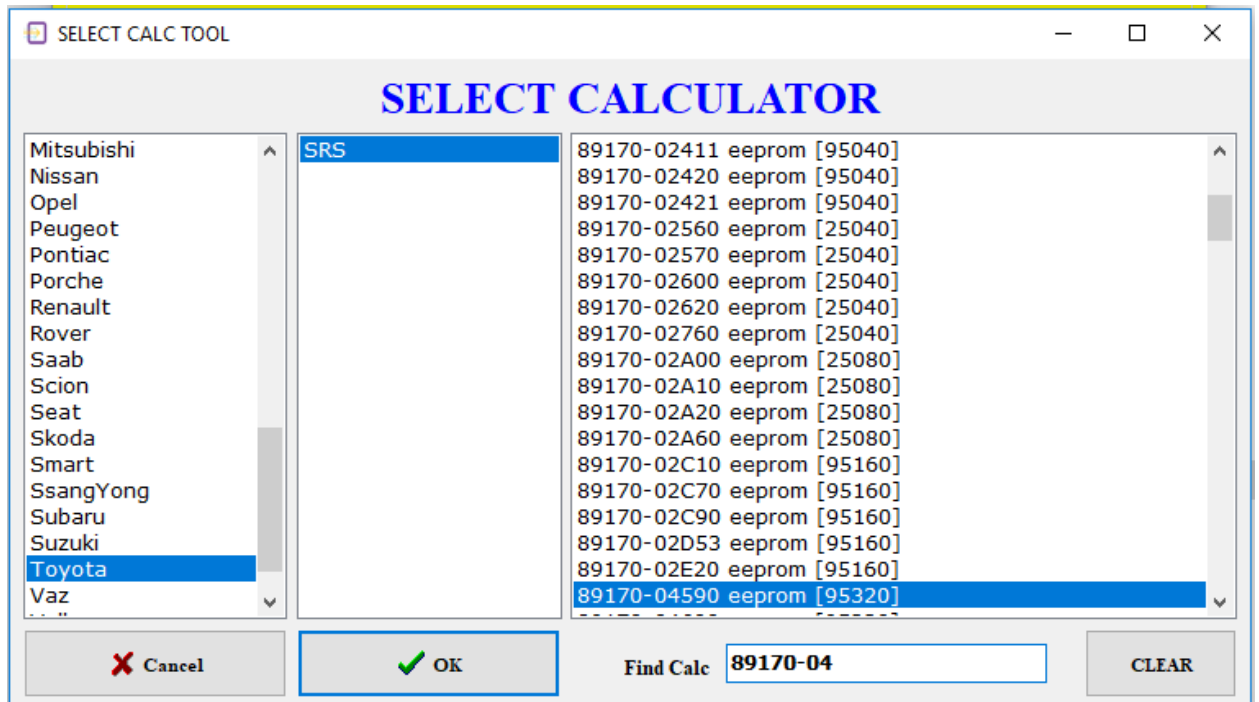 SELECT CALC TOOL
SELECT CALCULATOR
Mitsubishi
Nissan
Opel
Peugeot
Pontiac
Porche
Renault
Rover
Saab
Scion
Seat
Skoda
Smart
SsangYong
Subaru
Suzuki
Toyota
Vaz
SRS
89170-02411 eeprom [95040]
89170-02420 eeprom [95040]
89170-02421 eeprom [95040]
89170-02560 eeprom [25040]
89170-02570 eeprom [25040]
89170-02600 eeprom [25040]
89170-02620 eeprom [25040]
89170-02760 eeprom [25040]
89170-02A00 eeprom [25080]
89170-02A10 eeprom [25080]
89170-02A20 eeprom [25080]
89170-02A60 eeprom [25080]
89170-02C10 eeprom [95160]
89170-02C70 eeprom [95160]
89170-02C90 eeprom [95160]
89170-02D53 eeprom [95160]
89170-02E20 eeprom [95160]
89170-04590 eeprom [95320]
Cancel
OK
Find Calc
89170-04
CLEAR